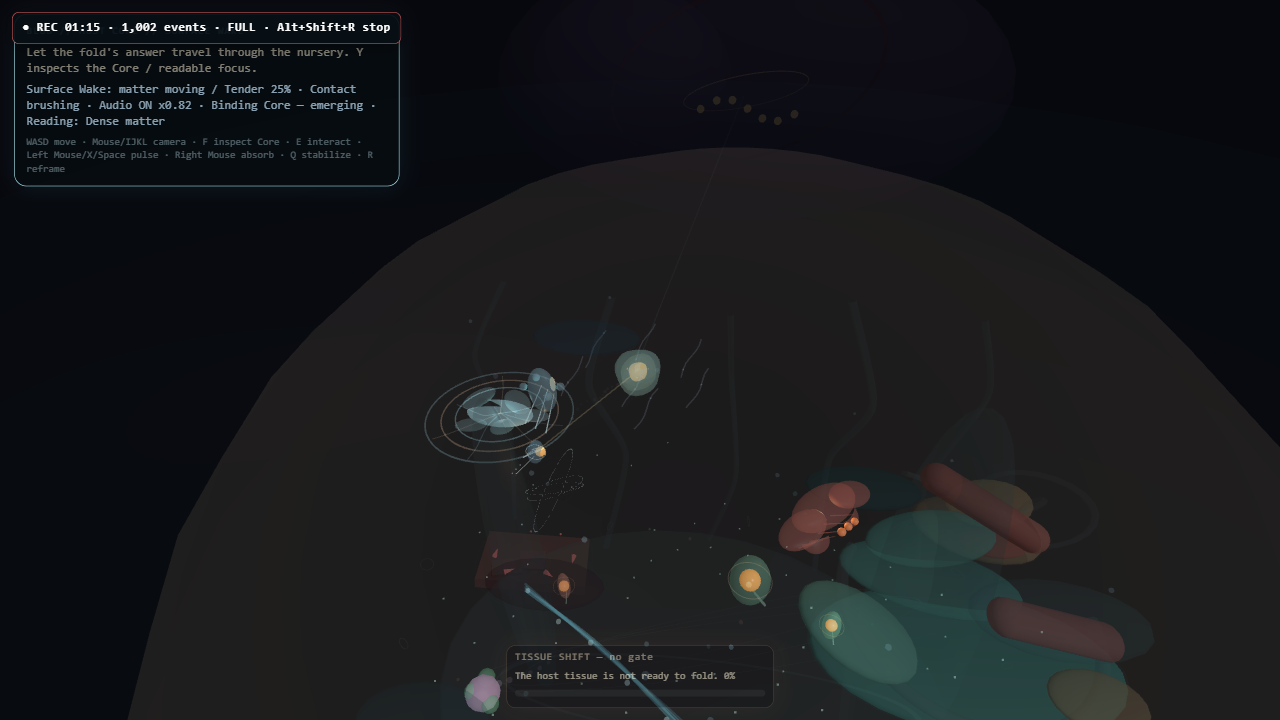 ● REC 01:15 · 1,002 events · FULL · Alt+Shift+R stop
Let the fold's answer travel through the nursery. Y
inspects the Core / readable focus.
Surface Wake: matter moving / Tender 25% · Contact
brushing · Audio ON x0.82 · Binding Core — emerging ·
Reading: Dense matter
WASD move · Mouse/IJKL camera · F inspect Core · E interact ·
Left Mouse/X/Space pulse · Right Mouse absorb · Q stabilize · R
reframe
TISSUE SHIFT — no gate
The host tissue is not ready to fold. 0%